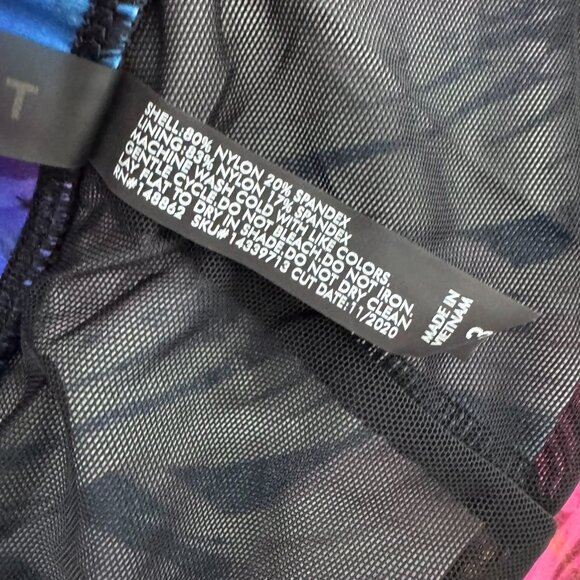 T
SHELL:80% NYLON 20% SPANDEX
LINING:83% NYLON 17% SPANDEX
MACHINE WASH COLD WITH LIKE COLORS,
GENTLE CYCLE.DO NOT BLEACH.DO NOT IRON.
LAY FLAT TO DRY IN SHADE.DO NOT DRY CLEAN
RN#148862 SKU#14339713 CUT DATE:11/2020
MADE IN
VIETNAM
3